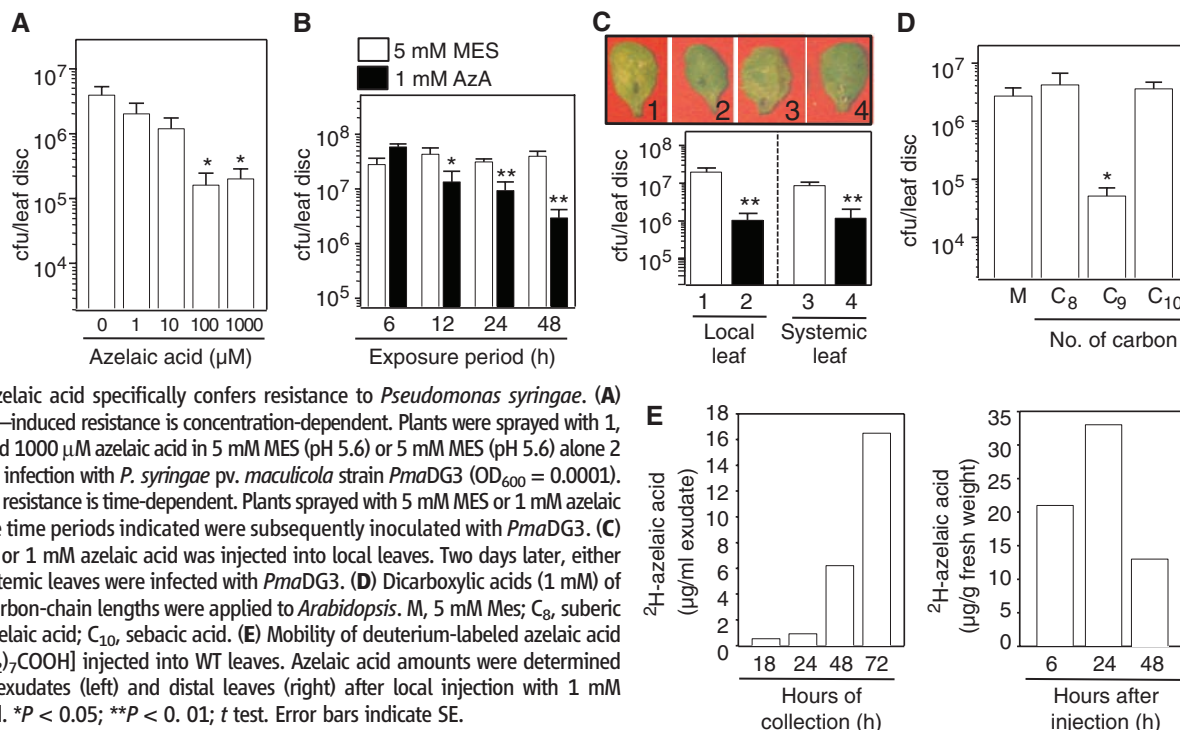 A
cfu/leaf disc
10⁷
10⁶
10⁵
10⁴
0 1 10 100 1000
* *
Azelaic acid (µM)
B
5 mM MES
1 mM AzA
cfu/leaf disc
10⁸
10⁷
10⁶
10⁵
* ** **
6 12 24 48
Exposure period (h)
C
1 2 3 4
cfu/leaf disc
10⁸
10⁷
10⁶
10⁵
** **
1 2 3 4
Local leaf
Systemic leaf
D
cfu/leaf disc
10⁷
10⁶
10⁵
10⁴
*
M C₈ C₉ C₁₀
No. of carbon
zelaic acid specifically confers resistance to Pseudomonas syringae. (A)
–induced resistance is concentration-dependent. Plants were sprayed with 1,
d 1000 µM azelaic acid in 5 mM MES (pH 5.6) or 5 mM MES (pH 5.6) alone 2
infection with P. syringae pv. maculicola strain PmaDG3 (OD₆₀₀ = 0.0001).
resistance is time-dependent. Plants sprayed with 5 mM MES or 1 mM azelaic
e time periods indicated were subsequently inoculated with PmaDG3. (C)
or 1 mM azelaic acid was injected into local leaves. Two days later, either
temic leaves were infected with PmaDG3. (D) Dicarboxylic acids (1 mM) of
arbon-chain lengths were applied to Arabidopsis. M, 5 mM Mes; C₈, suberic
elaic acid; C₁₀, sebacic acid. (E) Mobility of deuterium-labeled azelaic acid
₂)₇COOH] injected into WT leaves. Azelaic acid amounts were determined
exudates (left) and distal leaves (right) after local injection with 1 mM
d. *P < 0.05; **P < 0. 01; t test. Error bars indicate SE.
E
²H-azelaic acid
(µg/ml exudate)
18
16
14
12
10
8
6
4
2
0
18 24 48 72
Hours of
collection (h)
²H-azelaic acid
(µg/g fresh weight)
35
30
25
20
15
10
5
0
6 24 48
Hours after
injection (h)